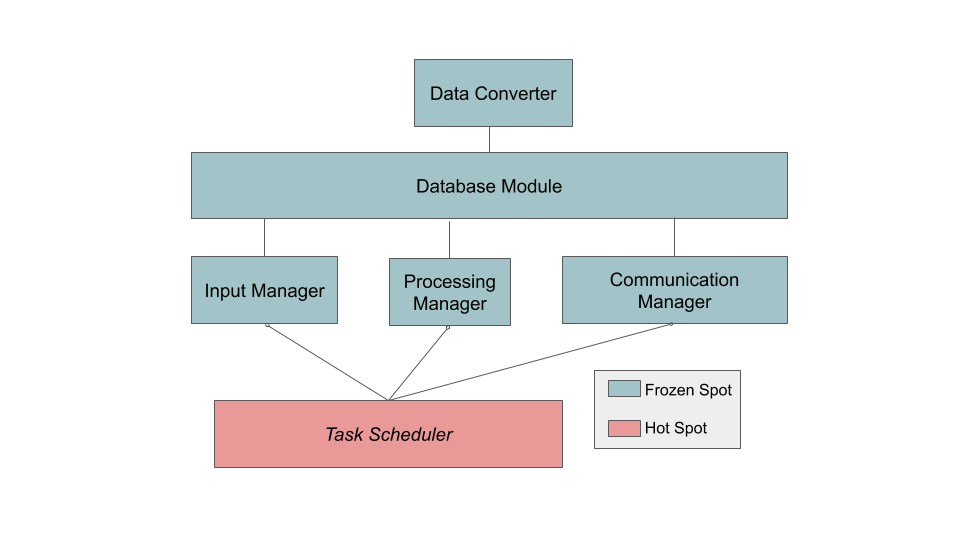 Data Converter
Database Module
Input Manager
Processing
Manager
Communication
Manager
Task Scheduler
Frozen Spot
Hot Spot